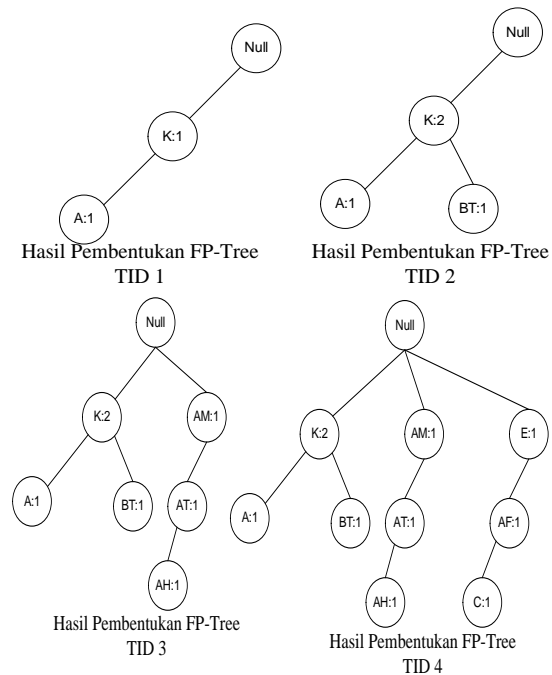 Null
K:1
A:1
Hasil Pembentukan FP-Tree
TID 1
Null
K:2
A:1
BT:1
Hasil Pembentukan FP-Tree
TID 2
Null
K:2
AM:1
A:1
BT:1
AT:1
AH:1
Hasil Pembentukan FP-Tree
TID 3
Null
K:2
AM:1
E:1
A:1
BT:1
AT:1
AF:1
AH:1
C:1
Hasil Pembentukan FP-Tree
TID 4